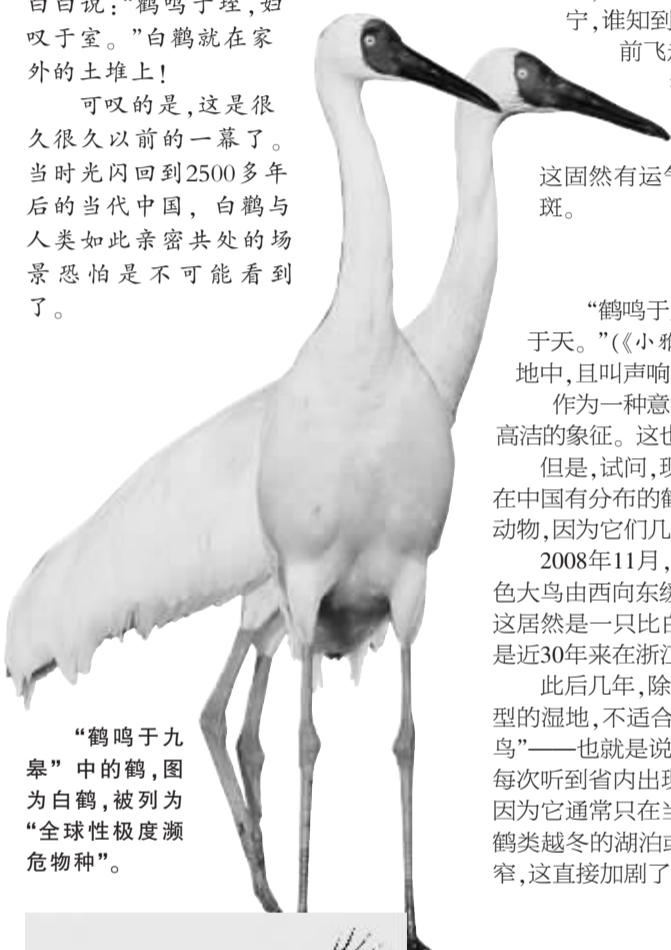 白白说：“鹳鸣于垤，妇
叹于室。”白鹳就在家
外的土堆上！
可叹的是，这是很
久很久以前的一幕了。
当时光闪回到2500多年
后的当代中国，白鹳与
人类如此亲密共处的场
景恐怕是不可能看到
了。
“鹤鸣于九
皋”中的鹤，图
为白鹤，被列为
“全球性极度濒
危物种”。
宁，谁知到
前飞
这固然有运气
斑。
“鹤鸣于
于天。”(《小雅
地中，且叫声响
作为一种意
高洁的象征。这也
但是，试问，现
在中国有分布的鹤
动物，因为它们几
2008年11月，
色大鸟由西向东缓
这居然是一只比白
是近30年来在浙江
此后几年，除
型的湿地，不适合
鸟”——也就是说
每次听到省内出现
因为它通常只在当
鹤类越冬的湖泊或
窄，这直接加剧了